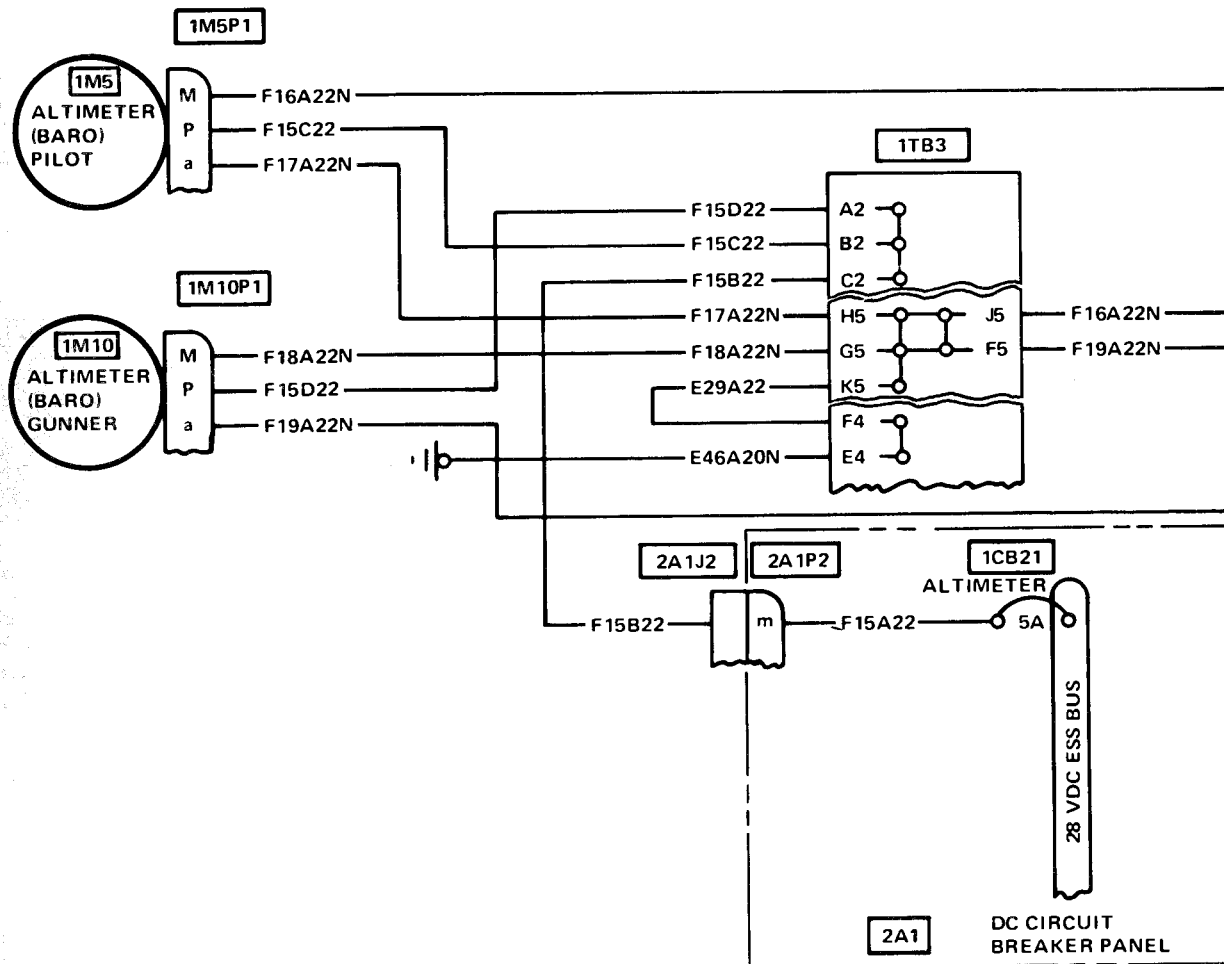 1M5P1
1M5
ALTIMETER
(BARO)
PILOT
M
P
a
F16A22N
F15C22
F17A22N
1TB3
F15D22
A2
F15C22
B2
F15B22
C2
F17A22N
H5
J5
F16A22N
F18A22N
G5
F5
F19A22N
E29A22
K5
F4
E46A20N
E4
1M10P1
1M10
ALTIMETER
(BARO)
GUNNER
M
P
a
F18A22N
F15D22
F19A22N
2A1J2
2A1P2
1CB21
ALTIMETER
F15B22
m
F15A22
5A
28 VDC ESS BUS
2A1
DC CIRCUIT
BREAKER PANEL